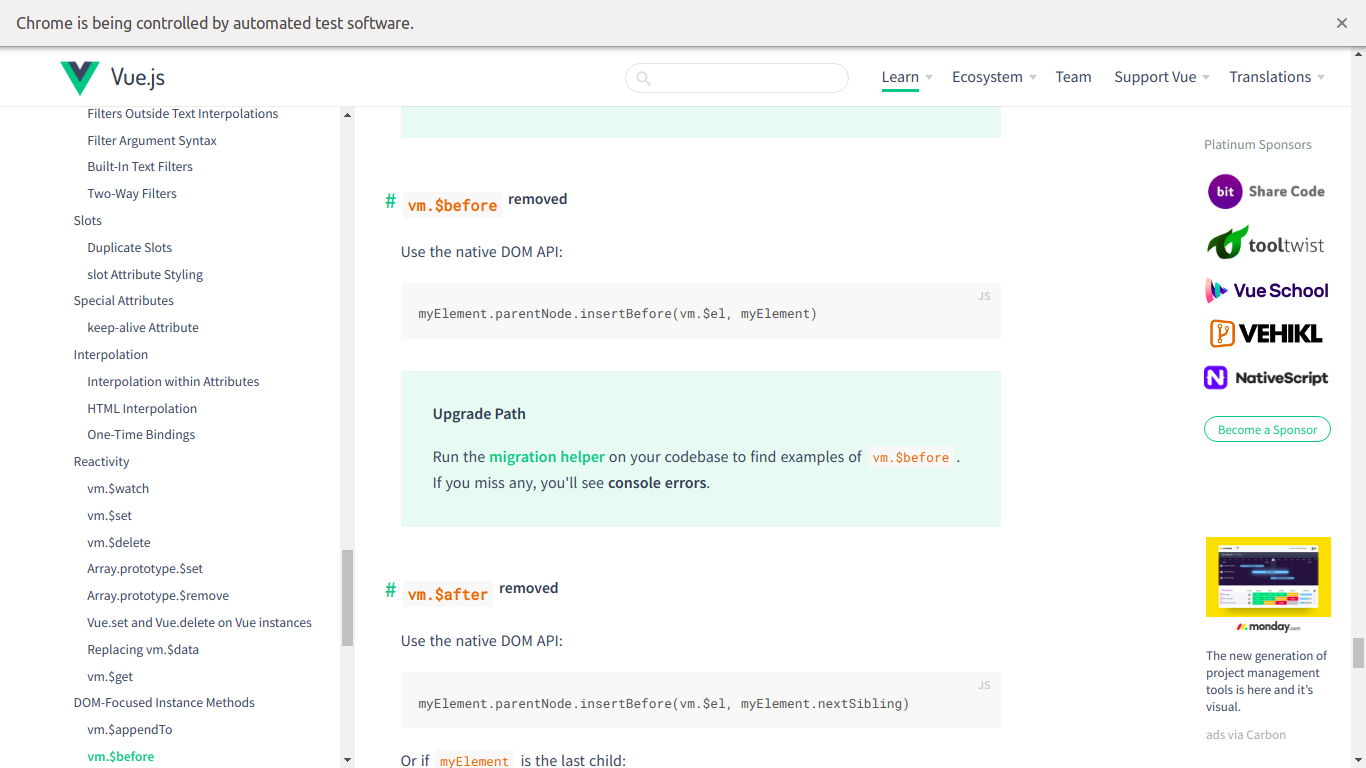 Chrome is being controlled by automated test software.
Vue.js
Learn
Ecosystem
Team
Support Vue
Translations
Filters Outside Text Interpolations
Filter Argument Syntax
Built-In Text Filters
Two-Way Filters
Slots
Duplicate Slots
slot Attribute Styling
Special Attributes
keep-alive Attribute
Interpolation
Interpolation within Attributes
HTML Interpolation
One-Time Bindings
Reactivity
vm.$watch
vm.$set
vm.$delete
Array.prototype.$set
Array.prototype.$remove
Vue.set and Vue.delete on Vue instances
Replacing vm.$data
vm.$get
DOM-Focused Instance Methods
vm.$appendTo
vm.$before
# vm.$before removed
Use the native DOM API:
JS
myElement.parentNode.insertBefore(vm.$el, myElement)
Upgrade Path
Run the migration helper on your codebase to find examples of vm.$before .
If you miss any, you'll see console errors.
# vm.$after removed
Use the native DOM API:
JS
myElement.parentNode.insertBefore(vm.$el, myElement.nextSibling)
Or if myElement is the last child:
Platinum Sponsors
bit Share Code
tooltwist
Vue School
VEHIKL
NativeScript
Become a Sponsor
monday.com
The new generation of
project management
tools is here and it's
visual.
ads via Carbon